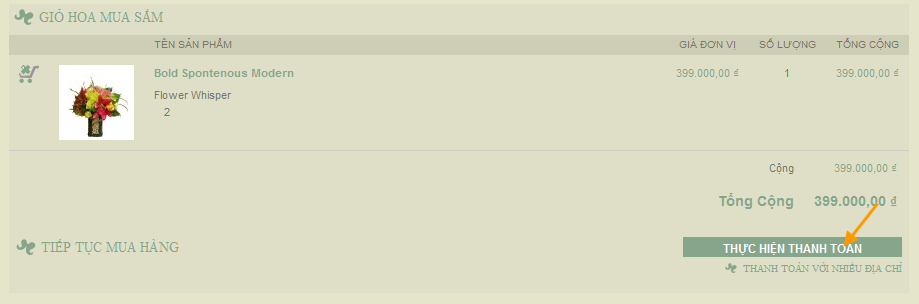 GIỎ HOA MUA SẮM
TÊN SẢN PHẨM GIÁ ĐƠN VỊ SỐ LƯỢNG TỔNG CỘNG
Bold Spontenous Modern 399.000,00 ₫ 1 399.000,00 ₫
Flower Whisper
2
Cộng 399.000,00 ₫
Tổng Cộng 399.000,00 ₫
TIẾP TỤC MUA HÀNG THỰC HIỆN THANH TOÁN
THANH TOÁN VỚI NHIỀU ĐỊA CHỈ